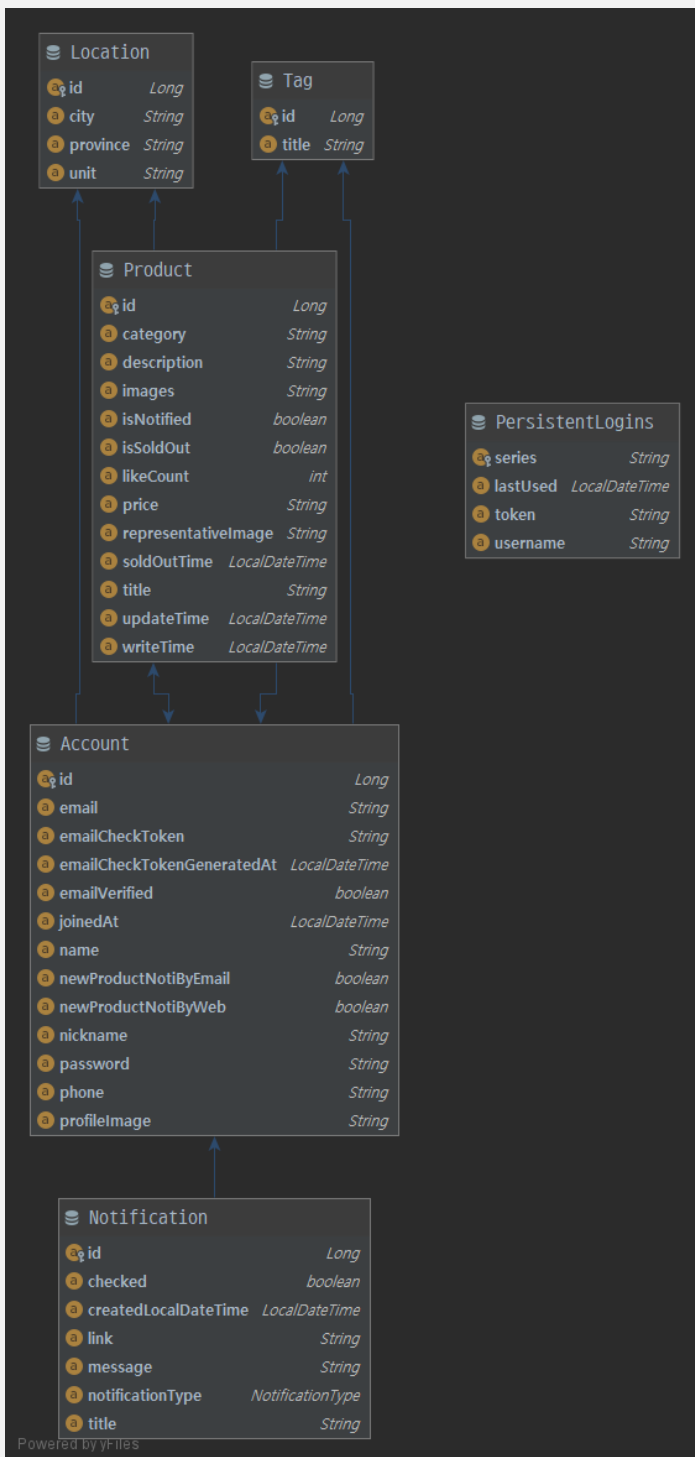 Location
id Long
city String
province String
unit String
Tag
id Long
title String
Product
id Long
category String
description String
images String
isNotified boolean
isSoldOut boolean
likeCount int
price String
representativeImage String
soldOutTime LocalDateTime
title String
updateTime LocalDateTime
writeTime LocalDateTime
PersistentLogins
series String
lastUsed LocalDateTime
token String
username String
Account
id Long
email String
emailCheckToken String
emailCheckTokenGeneratedAt LocalDateTime
emailVerified boolean
joinedAt LocalDateTime
name String
newProductNotiByEmail boolean
newProductNotiByWeb boolean
nickname String
password String
phone String
profileImage String
Notification
id Long
checked boolean
createdLocalDateTime LocalDateTime
link String
message String
notificationType NotificationType
title String
Powered by yFiles